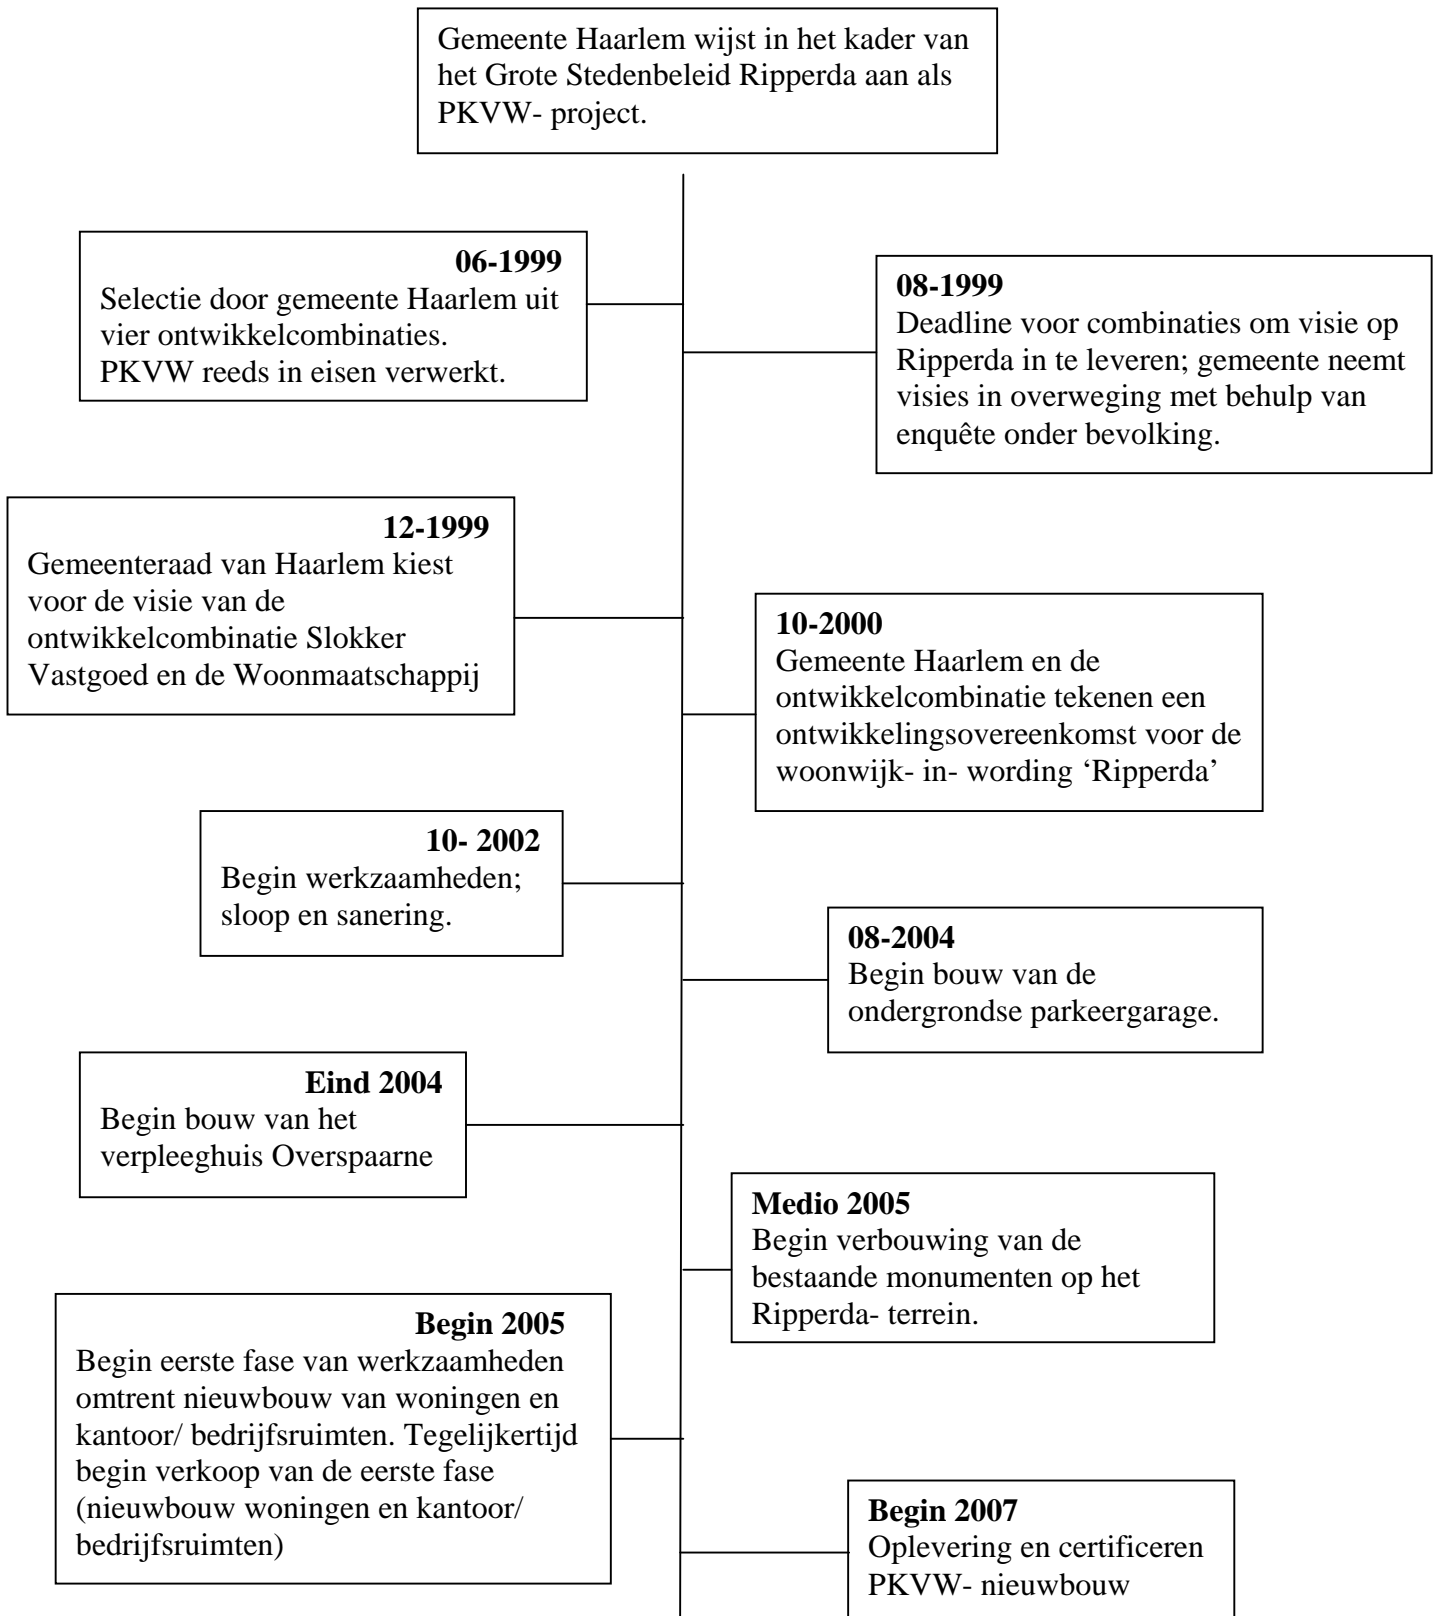 Gemeente Haarlem wijst in het kader van
het Grote Stedenbeleid Ripperda aan als
PKVW- project.
06-1999
Selectie door gemeente Haarlem uit
vier ontwikkelcombinaties.
PKVW reeds in eisen verwerkt.
08-1999
Deadline voor combinaties om visie op
Ripperda in te leveren; gemeente neemt
visies in overweging met behulp van
enquête onder bevolking.
12-1999
Gemeenteraad van Haarlem kiest
voor de visie van de
ontwikkelcombinatie Slokker
Vastgoed en de Woonmaatschappij
10-2000
Gemeente Haarlem en de
ontwikkelcombinatie tekenen een
ontwikkelingsovereenkomst voor de
woonwijk- in- wording ‘Ripperda’
10- 2002
Begin werkzaamheden;
sloop en sanering.
08-2004
Begin bouw van de
ondergrondse parkeergarage.
Eind 2004
Begin bouw van het
verpleeghuis Overspaarne
Medio 2005
Begin verbouwing van de
bestaande monumenten op het
Ripperda- terrein.
Begin 2005
Begin eerste fase van werkzaamheden
omtrent nieuwbouw van woningen en
kantoor/ bedrijfsruimten. Tegelijkertijd
begin verkoop van de eerste fase
(nieuwbouw woningen en kantoor/
bedrijfsruimten)
Begin 2007
Oplevering en certificeren
PKVW- nieuwbouw